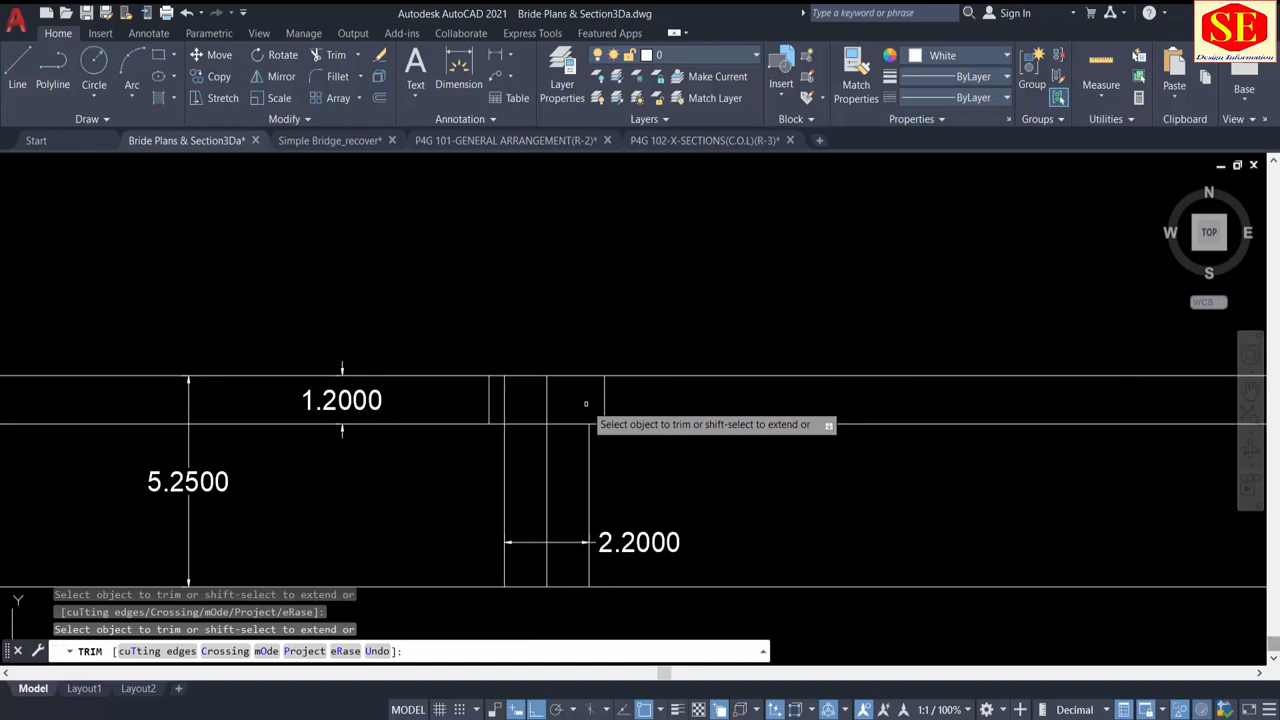 Autodesk AutoCAD 2021 Bride Plans & Section3Da.dwg
Type a keyword or phrase
Sign In
SE
Design Information
Home Insert Annotate Parametric View Manage Output Add-ins Collaborate Express Tools Featured Apps
Line
Polyline
Circle
Arc
Draw
Move
Copy
Stretch
Rotate
Mirror
Scale
Trim
Fillet
Array
Modify
Text
Dimension
Table
Annotation
Layer
Properties
0
Make Current
Match Layer
Layers
Insert
Block
Match
Properties
White
ByLayer
ByLayer
Properties
Group
Groups
Measure
Utilities
Paste
Clipboard
Base
View
Start
Bride Plans & Section3Da*
Simple Bridge_recover*
P4G 101-GENERAL ARRANGEMENT(R-2)*
P4G 102-X-SECTIONS(C.O.L)(R-3)*
N
W
TOP
E
S
WCS
1.2000
Select object to trim or shift-select to extend or
5.2500
2.2000
Y
Select object to trim or shift-select to extend or
[cuTting edges/Crossing/mOde/Project/eRase]:
Select object to trim or shift-select to extend or
TRIM [cuTting edges Crossing mOde Project eRase Undo]:
Model Layout1 Layout2
MODEL
1:1 / 100%
Decimal